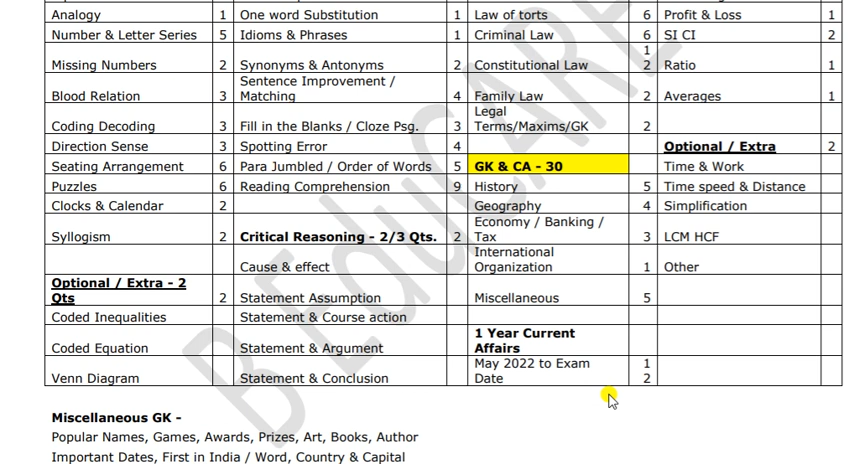 Analogy 1 One word Substitution 1 Law of torts 6 Profit & Loss 1
Number & Letter Series 5 Idioms & Phrases 1 Criminal Law 6 SI CI 2
Missing Numbers 2 Synonyms & Antonyms 2 Constitutional Law 1 2 Ratio 1
Blood Relation 3 Sentence Improvement / Matching 4 Family Law 2 Averages 1
Coding Decoding 3 Fill in the Blanks / Cloze Psg. 3 Legal Terms/Maxims/GK 2
Direction Sense 3 Spotting Error 4 Optional / Extra 2
Seating Arrangement 6 Para Jumbled / Order of Words 5 GK & CA - 30 Time & Work
Puzzles 6 Reading Comprehension 9 History 5 Time speed & Distance
Clocks & Calendar 2 Geography 4 Simplification
Syllogism 2 Critical Reasoning - 2/3 Qts. 2 Economy / Banking / Tax 3 LCM HCF
Cause & effect International Organization 1 Other
Optional / Extra - 2 Qts 2 Statement Assumption Miscellaneous 5
Coded Inequalities Statement & Course action
Coded Equation Statement & Argument 1 Year Current Affairs
Venn Diagram Statement & Conclusion May 2022 to Exam Date 1 2
Miscellaneous GK -
Popular Names, Games, Awards, Prizes, Art, Books, Author
Important Dates, First in India / Word, Country & Capital
B EduCARE